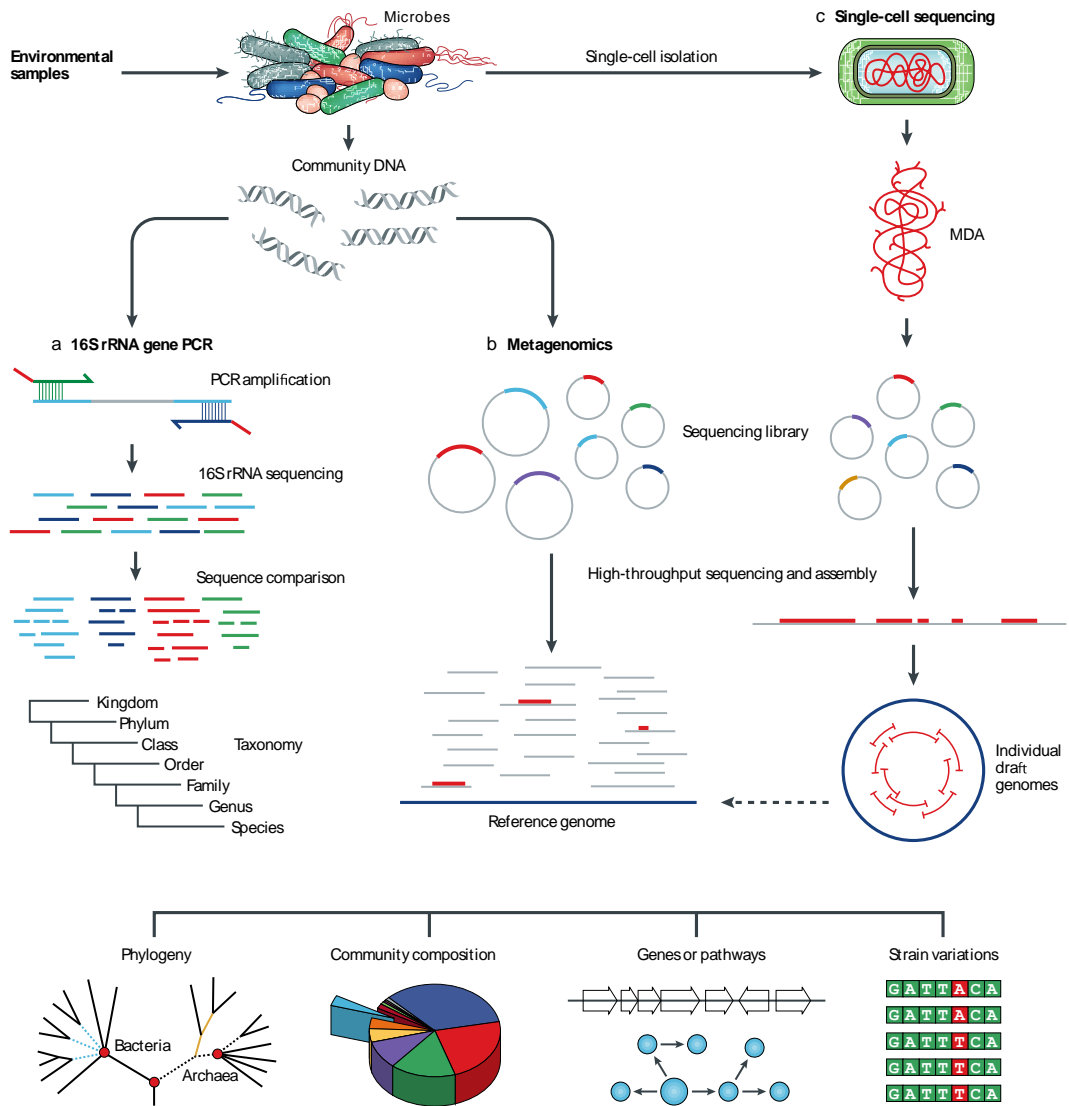 Microbes
c Single-cell sequencing
Environmental
samples
Single-cell isolation
Community DNA
MDA
a 16S rRNA gene PCR
b Metagenomics
PCR amplification
Sequencing library
16S rRNA sequencing
High-throughput sequencing and assembly
Sequence comparison
Kingdom
Phylum
Class
Taxonomy
Order
Family
Genus
Species
Individual
draft
genomes
Reference genome
Phylogeny
Community composition
Genes or pathways
Strain variations
Bacteria
Archaea
GATTACA
GATTACA
GATTTCA
GATTTCA
GATTTCA